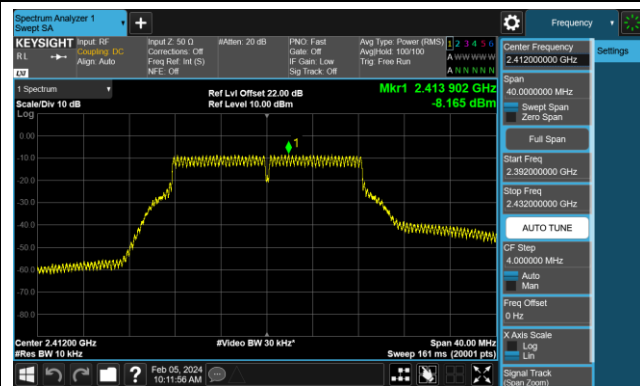 Spectrum Analyzer 1
Swept SA
Frequency
KEYSIGHT
Input: RF
Coupling: DC
Align: Auto
Input Z: 50 Ω
Corrections: Off
Freq Ref: Int (S)
NFE: Off
#Atten: 20 dB
PNO: Fast
Gate: Off
IF Gain: Low
Sig Track: Off
Avg Type: Power (RMS)
Avg|Hold: 100/100
Trig: Free Run
1 2 3 4 5 6
A W W W W W
A N N N N N
R L
LXI
1 Spectrum
Scale/Div 10 dB
Log
Ref Lvl Offset 22.00 dB
Ref Level 10.00 dBm
Mkr1 2.413 902 GHz
-8.165 dBm
0.00
-10.0
-20.0
-30.0
-40.0
-50.0
-60.0
-70.0
-80.0
1
Center 2.41200 GHz
#Res BW 10 kHz
#Video BW 30 kHz*
Span 40.00 MHz
Sweep 161 ms (20001 pts)
Feb 05, 2024
10:11:56 AM
Center Frequency
2.412000000 GHz
Settings
Span
40.0000000 MHz
Swept Span
Zero Span
Full Span
Start Freq
2.392000000 GHz
Stop Freq
2.432000000 GHz
AUTO TUNE
CF Step
4.000000 MHz
Auto
Man
Freq Offset
0 Hz
X Axis Scale
Log
Lin
Signal Track
(Span Zoom)